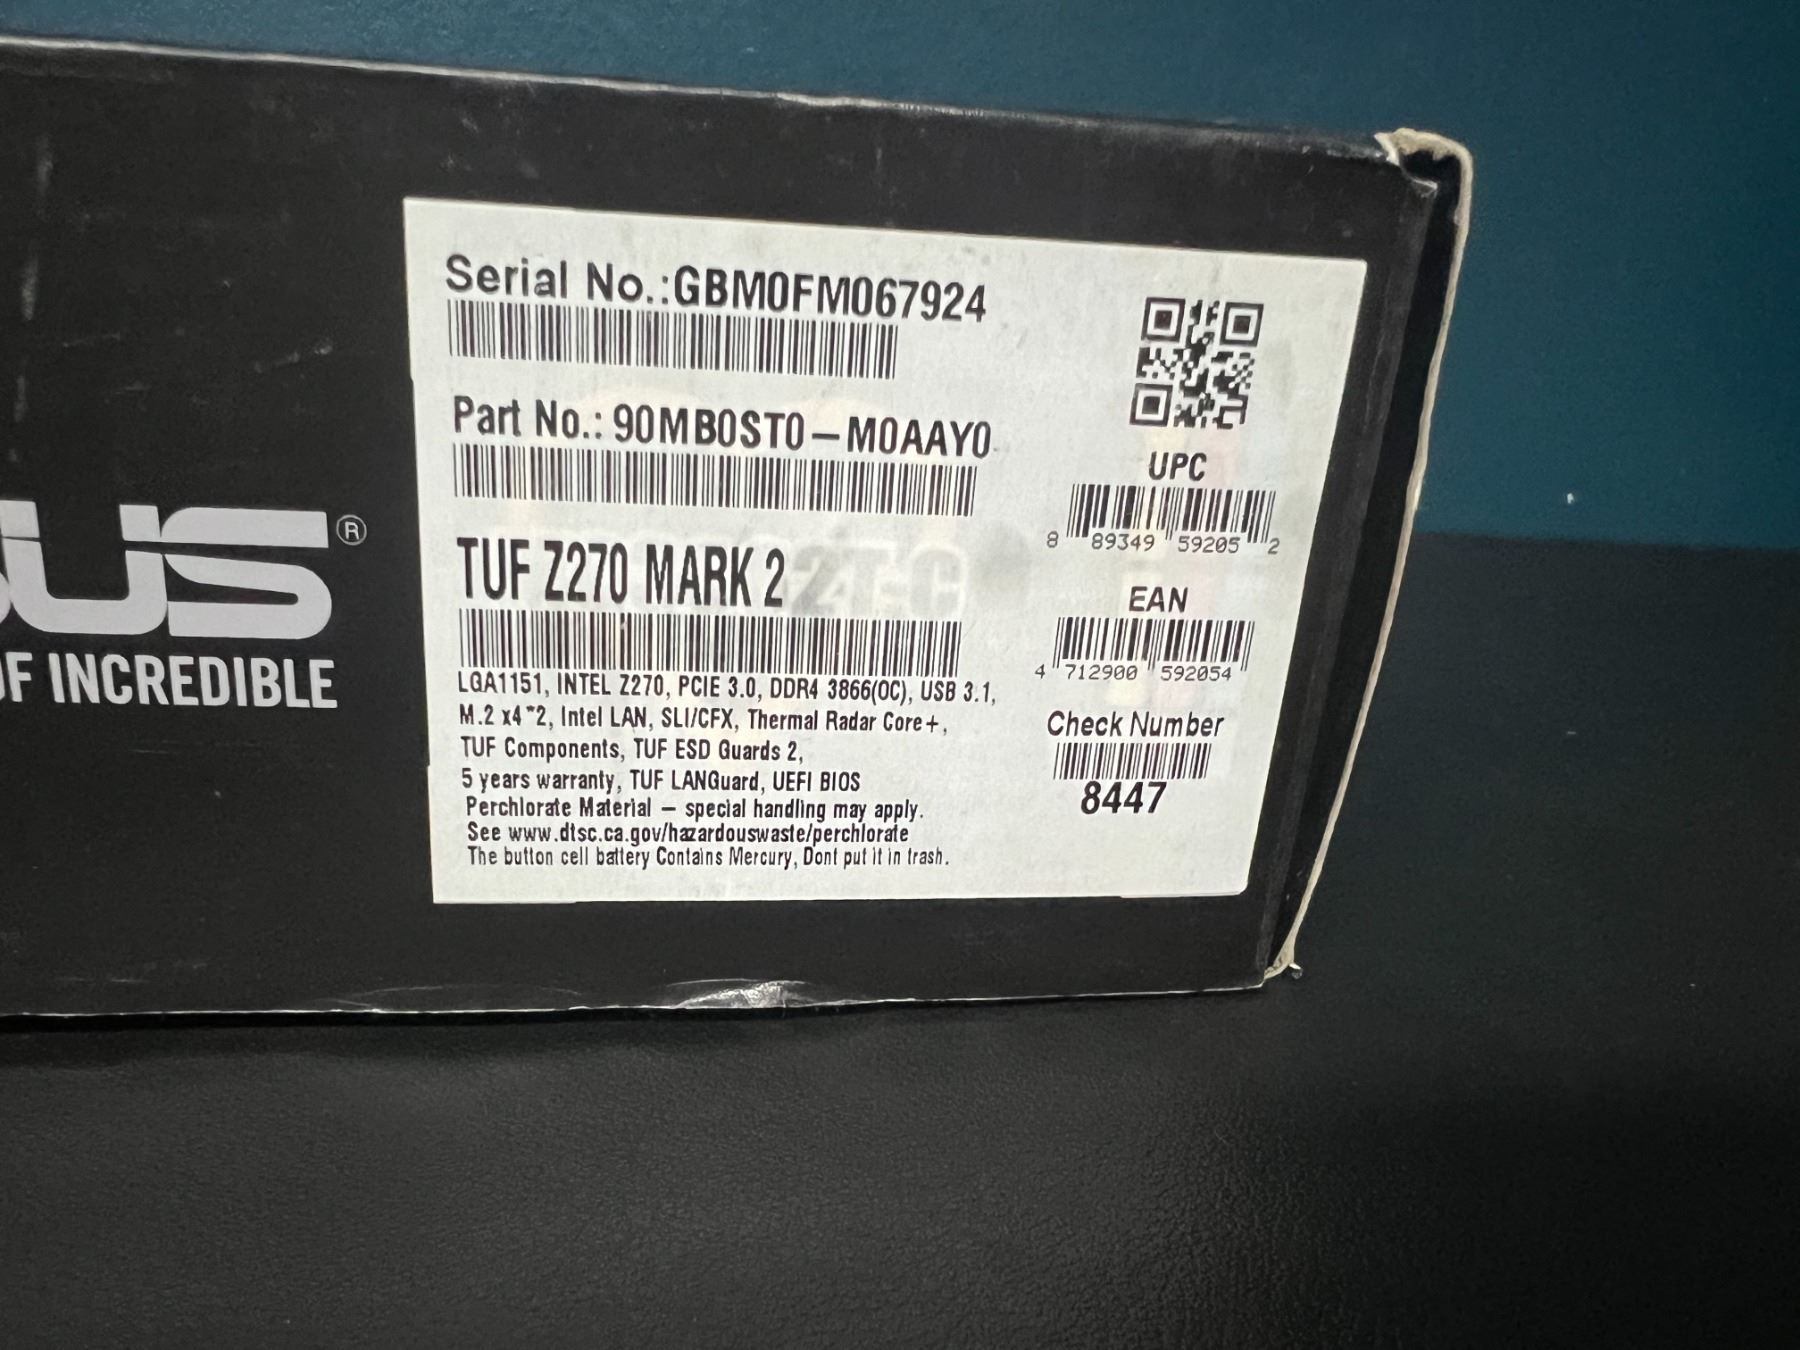 US®
OF INCREDIBLE
Serial No.:GBM0FM067924
Part No.: 90MB0ST0-M0AAY0
TUF Z270 MARK 2
LGA1151, INTEL Z270, PCIE 3.0, DDR4 3866(OC), USB 3.1,
M.2 x4*2, Intel LAN, SLI/CFX, Thermal Radar Core+,
TUF Components, TUF ESD Guards 2,
5 years warranty, TUF LANGuard, UEFI BIOS
Perchlorate Material – special handling may apply.
See www.dtsc.ca.gov/hazardouswaste/perchlorate
The button cell battery Contains Mercury, Dont put it in trash.
UPC
8 89349 59205 2
EAN
4 712900 592054
Check Number
8447